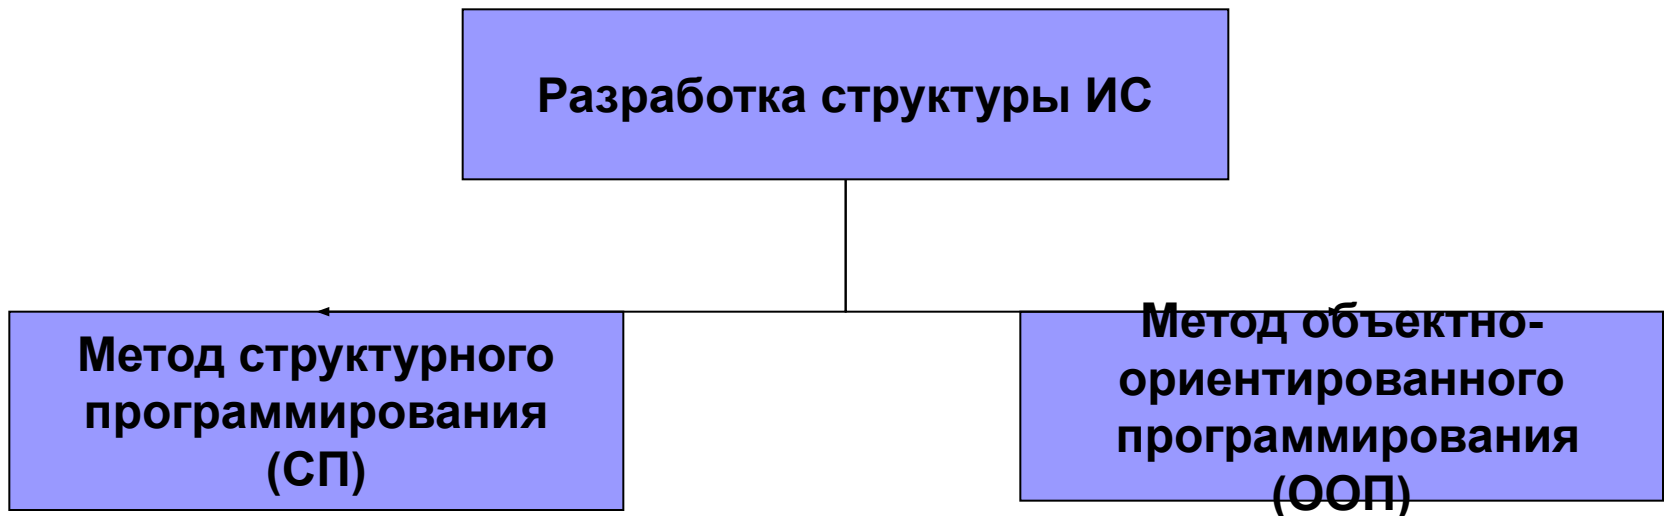 Разработка структуры ИС
Метод структурного
программирования
(СП)
Метод объектно-
ориентированного
программирования
(ООП)